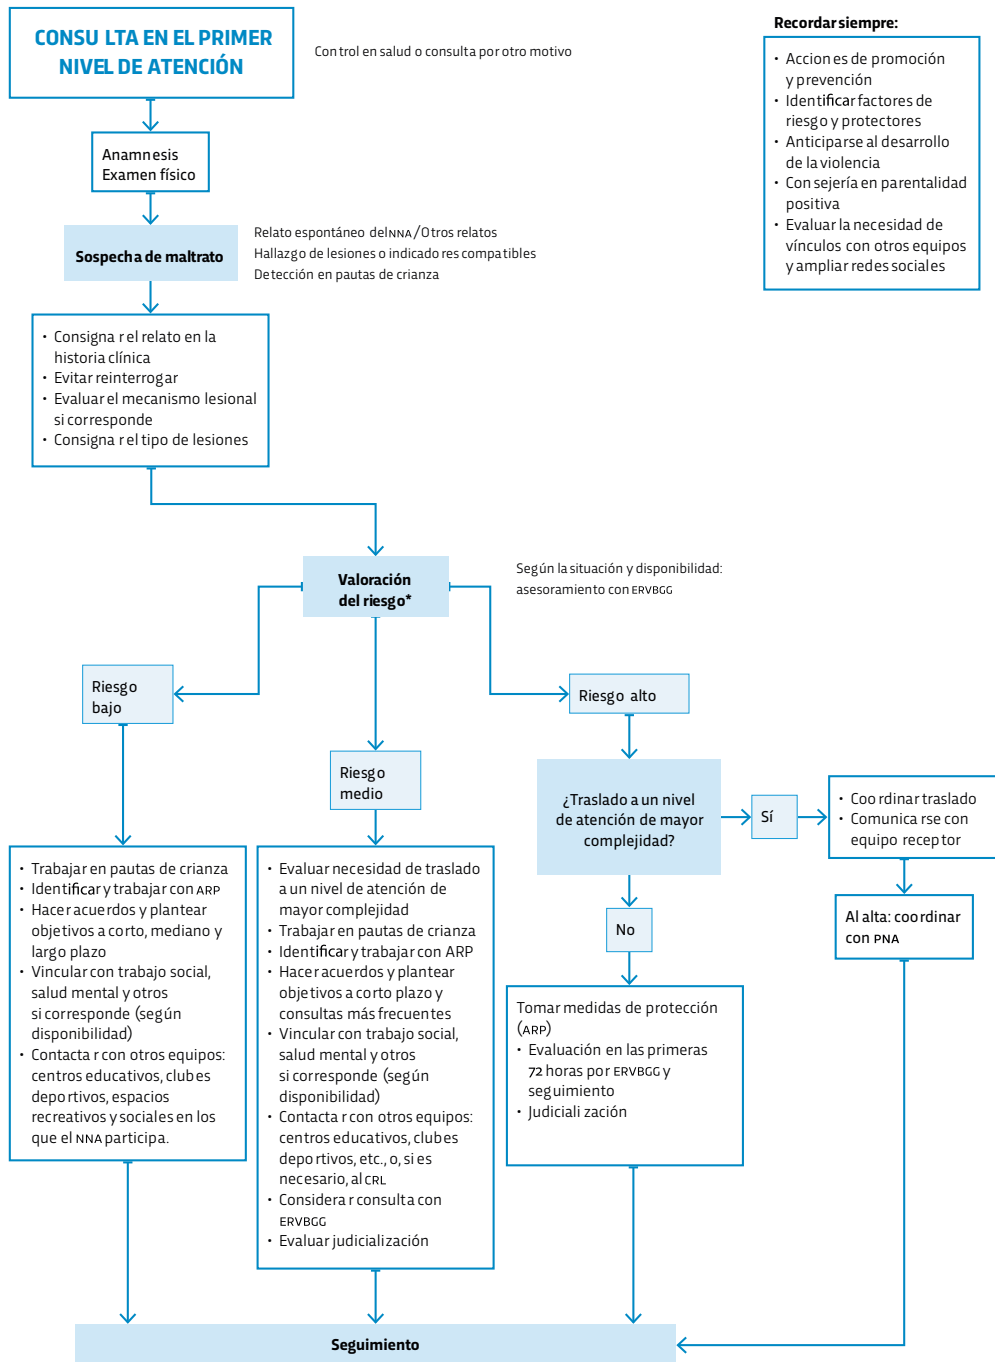 CONSULTA EN EL PRIMER
NIVEL DE ATENCIÓN
Control en salud o consulta por otro motivo
Recordar siempre:
• Acciones de promoción
y prevención
• Identificar factores de
riesgo y protectores
• Anticiparse al desarrollo
de la violencia
• Consejería en parentalidad
positiva
• Evaluar la necesidad de
vínculos con otros equipos
y ampliar redes sociales
Anamnesis
Examen físico
Sospecha de maltrato
Relato espontáneo del NNA/Otros relatos
Hallazgo de lesiones o indicadores compatibles
Detección en pautas de crianza
• Consignar el relato en la
historia clínica
• Evitar reinterrogar
• Evaluar el mecanismo lesional
si corresponde
• Consignar el tipo de lesiones
Valoración
del riesgo*
Según la situación y disponibilidad:
asesoramiento con ERVBGG
Riesgo
bajo
Riesgo
medio
Riesgo alto
¿Traslado a un nivel
de atención de mayor
complejidad?
Sí
• Coordinar traslado
• Comunicarse con
equipo receptor
Al alta: coordinar
con PNA
No
• Trabajar en pautas de crianza
• Identificar y trabajar con ARP
• Hacer acuerdos y plantear
objetivos a corto, mediano y
largo plazo
• Vincular con trabajo social,
salud mental y otros
si corresponde (según
disponibilidad)
• Contactar con otros equipos:
centros educativos, clubes
deportivos, espacios
recreativos y sociales en los
que el NNA participa.
• Evaluar necesidad de traslado
a un nivel de atención de
mayor complejidad
• Trabajar en pautas de crianza
• Identificar y trabajar con ARP
• Hacer acuerdos y plantear
objetivos a corto plazo y
consultas más frecuentes
• Vincular con trabajo social,
salud mental y otros
si corresponde (según
disponibilidad)
• Contactar con otros equipos:
centros educativos, clubes
deportivos, etc., o, si es
necesario, al CRL
• Considerar consulta con
ERVBGG
• Evaluar judicialización
Tomar medidas de protección
(ARP)
• Evaluación en las primeras
72 horas por ERVBGG y
seguimiento
• Judicialización
Seguimiento